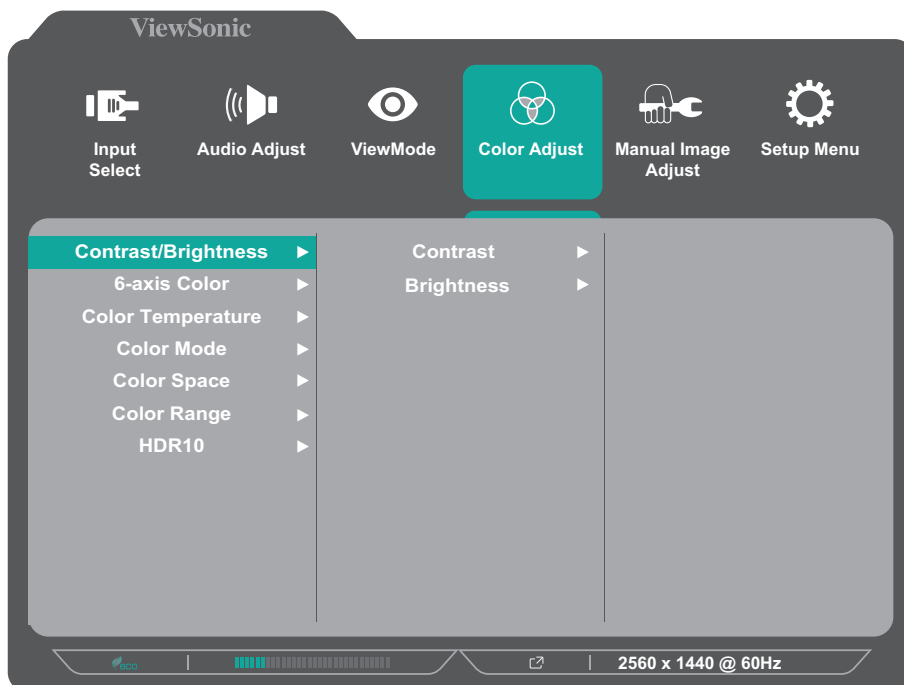 ViewSonic
Input
Select
Audio Adjust
ViewMode
Color Adjust
Manual Image
Adjust
Setup Menu
Contrast/Brightness
6-axis Color
Color Temperature
Color Mode
Color Space
Color Range
HDR10
Contrast
Brightness
eco
2560 x 1440 @ 60Hz